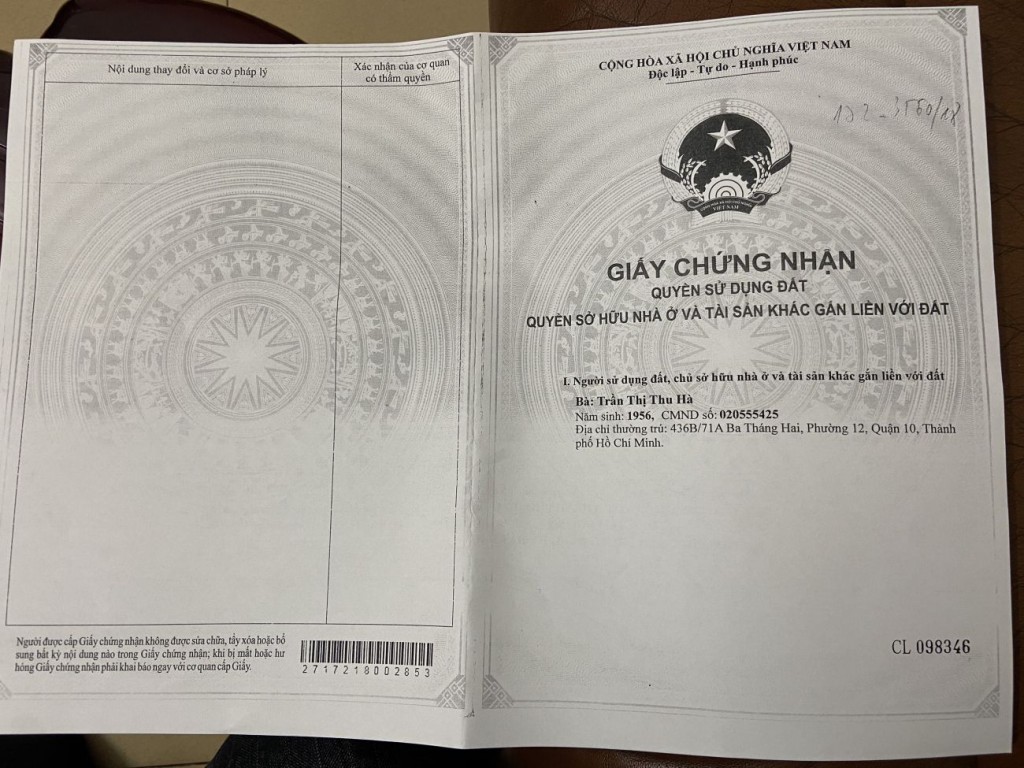 Nội dung thay đổi và cơ sở pháp lý
Xác nhận của cơ quan
có thẩm quyền
Người được cấp Giấy chứng nhận không được sửa chữa, tẩy xóa hoặc bổ
sung bất kỳ nội dung nào trong Giấy chứng nhận; khi bị mất hoặc hư
hỏng Giấy chứng nhận phải khai báo ngay với cơ quan cấp Giấy.
2717218002853
CỘNG HÒA XÃ HỘI CHỦ NGHĨA VIỆT NAM
Độc lập - Tự do - Hạnh phúc
VIỆT NAM
GIẤY CHỨNG NHẬN
QUYỀN SỬ DỤNG ĐẤT
QUYỀN SỞ HỮU NHÀ Ở VÀ TÀI SẢN KHÁC GẮN LIỀN VỚI ĐẤT
I. Người sử dụng đất, chủ sở hữu nhà ở và tài sản khác gắn liền với đất
Bà: Trần Thị Thu Hà
Năm sinh: 1956, CMND số: 020555425
Địa chỉ thường trú: 436B/71A Ba Tháng Hai, Phường 12, Quận 10, Thành
phố Hồ Chí Minh.
CL 098346